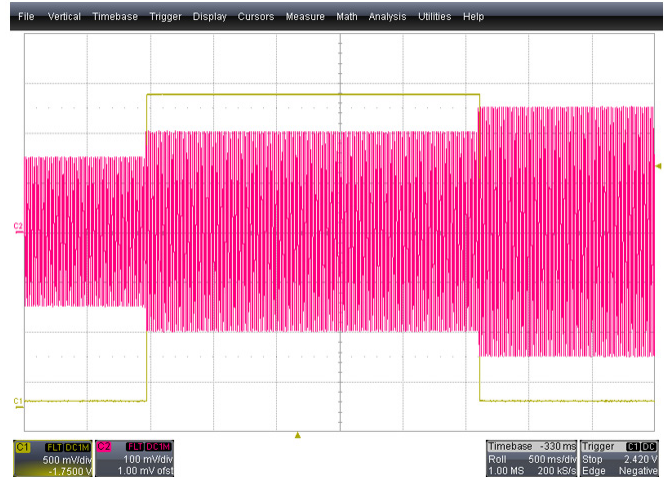 File Vertical Timebase Trigger Display Cursors Measure Math Analysis Utilities Help
C2
C1
C1 FLT DC1M
500 mV/div
-1.7500 V
C2 FLT DC1M
100 mV/div
1.00 mV ofst
Timebase -330 ms
Roll 500 ms/div
1.00 MS 200 kS/s
Trigger C1 DC
Stop 2.420 V
Edge Negative